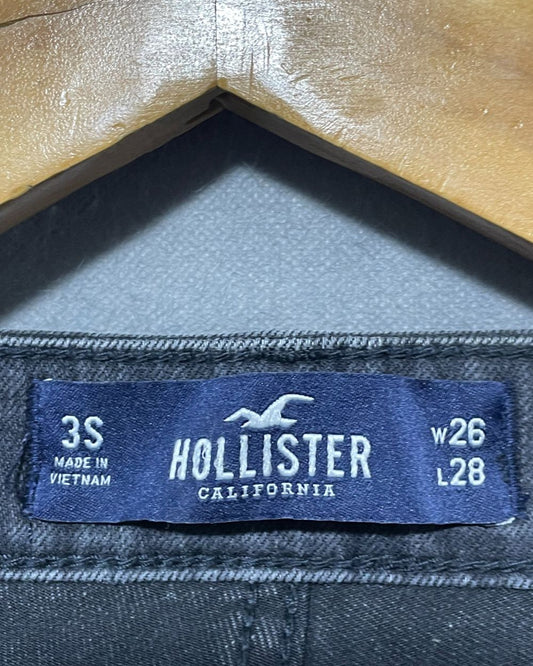 3S
MADE IN
VIETNAM
HOLLISTER
CALIFORNIA
W26
L28